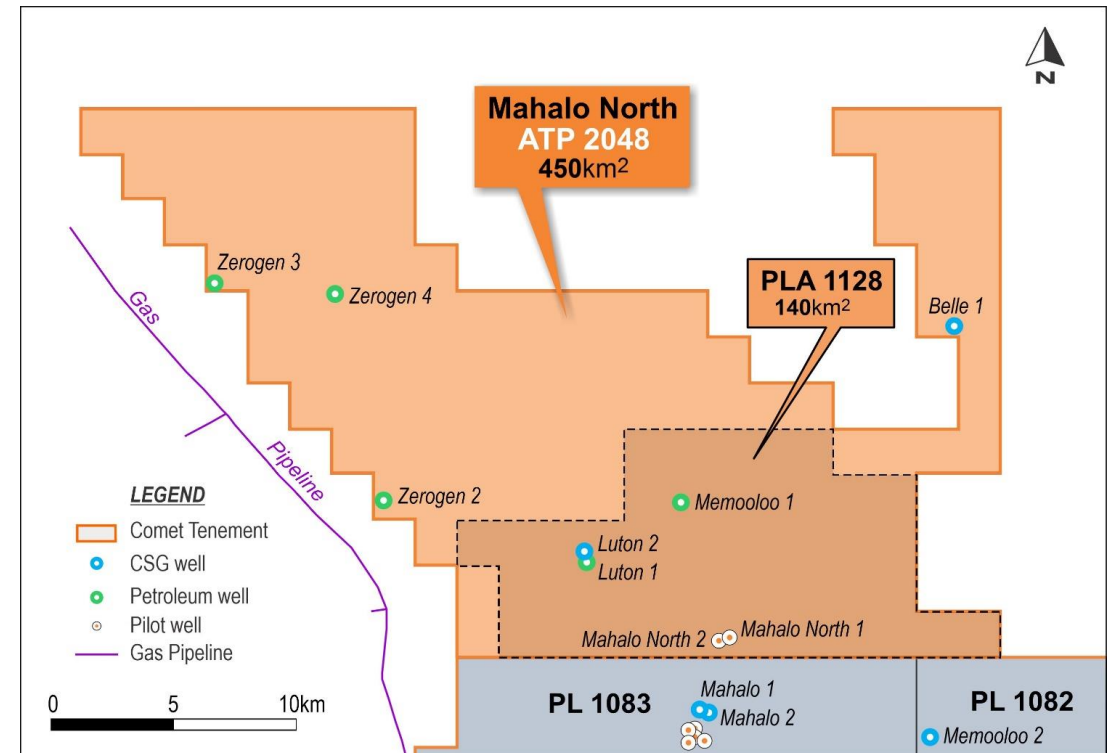 N
Mahalo North
ATP 2048
450km²
Zerogen 3
Zerogen 4
PLA 1128
140km²
Belle 1
Gas
Pipeline
Zerogen 2
Memooloo 1
Luton 2
Luton 1
Mahalo North 2
Mahalo North 1
LEGEND
Comet Tenement
CSG well
Petroleum well
Pilot well
Gas Pipeline
0 5 10km
PL 1083
Mahalo 1
Mahalo 2
PL 1082
Memooloo 2